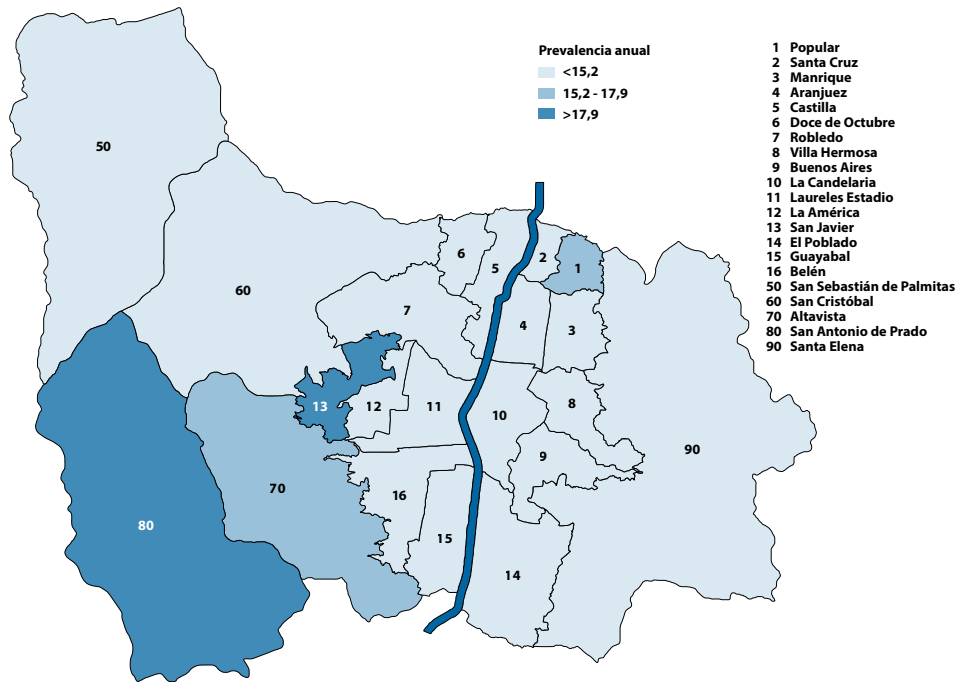 Prevalencia anual
<15,2
15,2 - 17,9
>17,9
1 Popular
2 Santa Cruz
3 Manrique
4 Aranjuez
5 Castilla
6 Doce de Octubre
7 Robledo
8 Villa Hermosa
9 Buenos Aires
10 La Candelaria
11 Laureles Estadio
12 La América
13 San Javier
14 El Poblado
15 Guayabal
16 Belén
50 San Sebastián de Palmitas
60 San Cristóbal
70 Altavista
80 San Antonio de Prado
90 Santa Elena
50
60
6
5
2
1
7
4
3
13
12
11
10
8
9
90
70
16
80
15
14